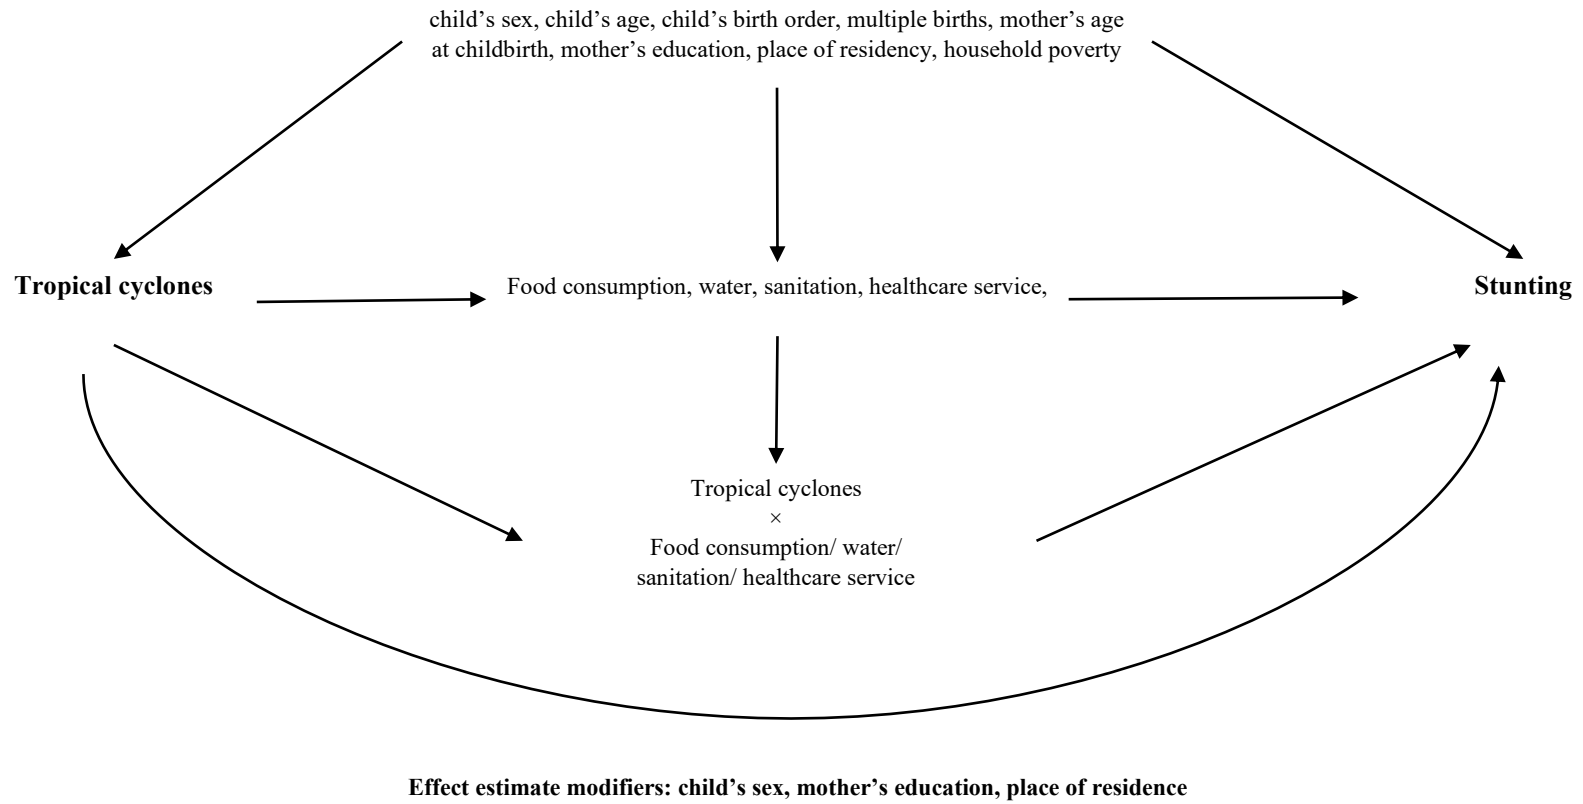 child’s sex, child’s age, child’s birth order, multiple births, mother’s age
at childbirth, mother’s education, place of residency, household poverty
Tropical cyclones
Food consumption, water, sanitation, healthcare service,
Stunting
Tropical cyclones
×
Food consumption/ water/
sanitation/ healthcare service
Effect estimate modifiers: child’s sex, mother’s education, place of residence